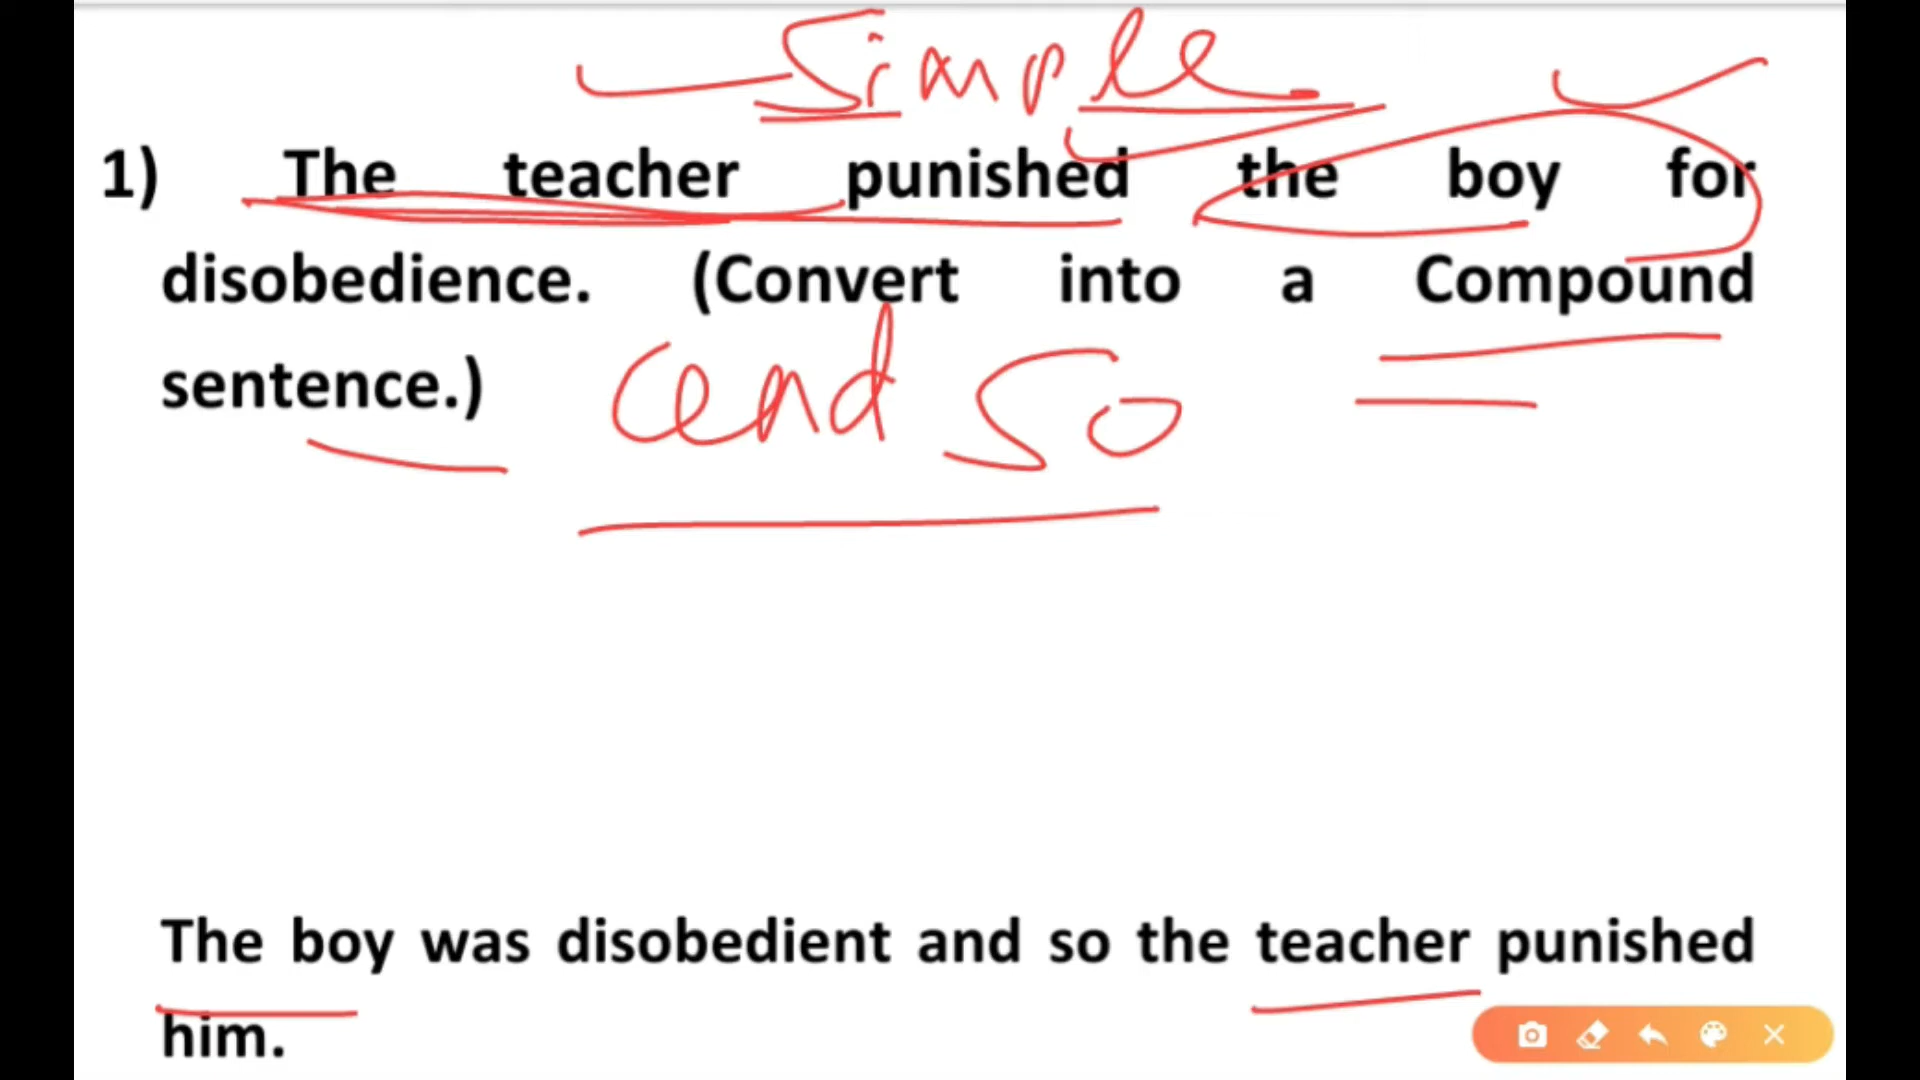 Simple
1) The teacher punished the boy for
disobedience. (Convert into a Compound
sentence.)
and so
The boy was disobedient and so the teacher punished
him.